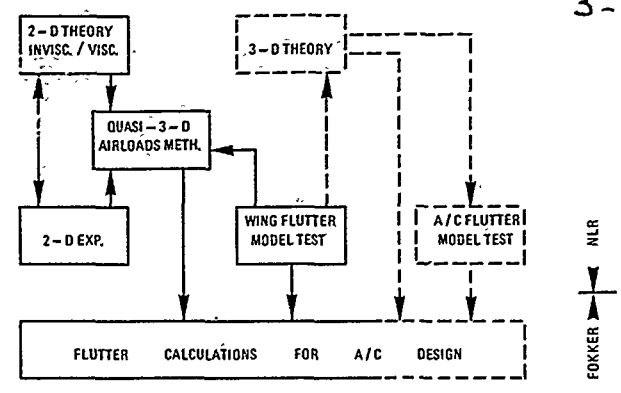 3-
2-D THEORY
INVISC. / VISC.
3-D THEORY
QUASI-3-D
AIRLOADS METH.
2-D EXP.
WING FLUTTER
MODEL TEST
A/C FLUTTER
MODEL TEST
NLR
FOKKER
FLUTTER CALCULATIONS FOR A/C DESIGN